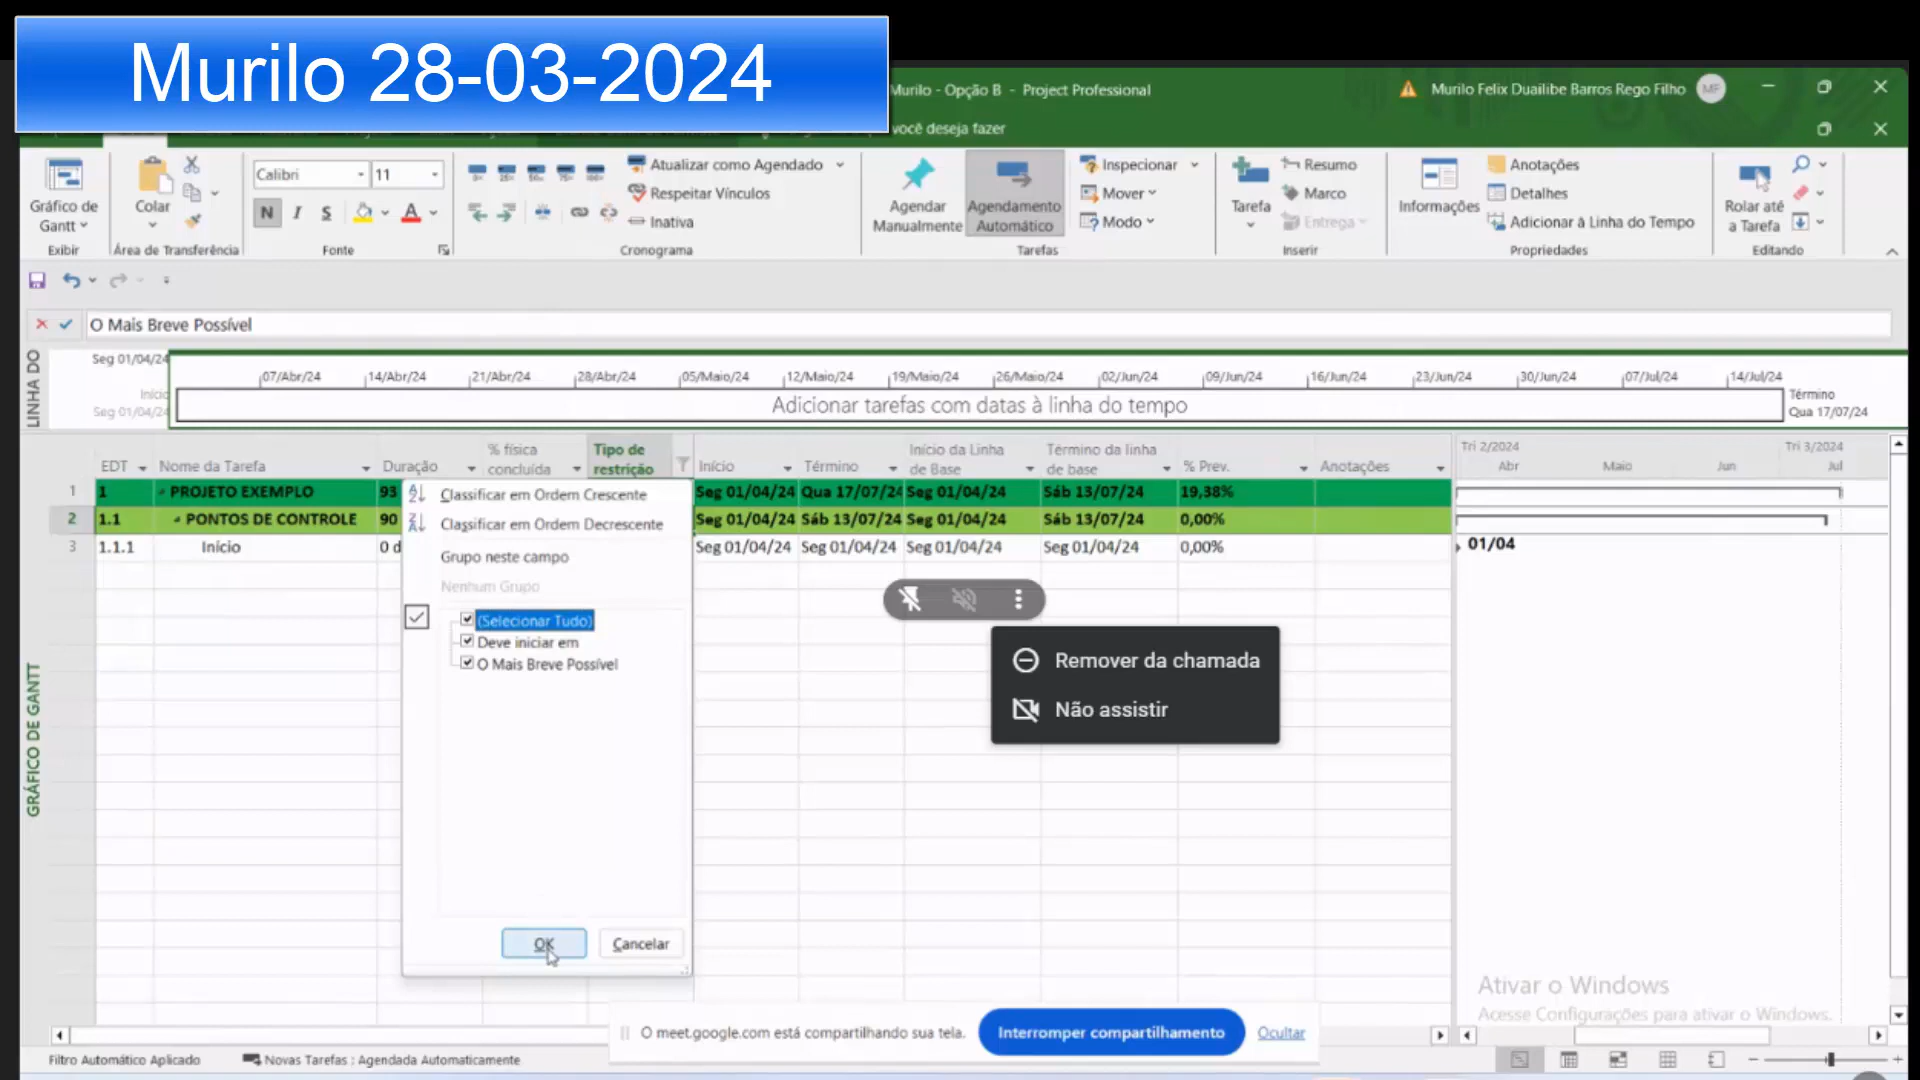 Murilo 28-03-2024
Murilo - Opção B - Project Professional
Murilo Felix Dualibe Barros Rego Filho
MF
você deseja fazer
Gráfico de Gantt
Exibir
Colar
Área de Transferência
Calibri
11
N I S
Fonte
Atualizar como Agendado
Respeitar Vínculos
Inativa
Cronograma
Agendar Manualmente
Agendamento Automático
Inspecionar
Mover
Modo
Tarefas
Tarefa
Resumo
Marco
Entrega
Inserir
Informações
Anotações
Detalhes
Adicionar à Linha do Tempo
Propriedades
Rolar até a Tarefa
Editando
O Mais Breve Possível
LINHA DO
Seg 01/04/24
07/Abr/24 14/Abr/24 21/Abr/24 28/Abr/24 05/Maio/24 12/Maio/24 19/Maio/24 26/Maio/24 02/Jun/24 09/Jun/24 16/Jun/24 23/Jun/24 30/Jun/24 07/Jul/24 14/Jul/24
Início
Seg 01/04/24
Adicionar tarefas com datas à linha do tempo
Término
Qua 17/07/24
EDT Nome da Tarefa Duração % física concluída Tipo de restrição Início Término Início da Linha de Base Término da linha de base % Prev. Anotações
Tri 2/2024 Tri 3/2024
Abr Maio Jun Jul
1 1 PROJETO EXEMPLO 93 Seg 01/04/24 Qua 17/07/24 Seg 01/04/24 Sáb 13/07/24 19,38%
2 1.1 PONTOS DE CONTROLE 90 Seg 01/04/24 Sáb 13/07/24 Seg 01/04/24 Sáb 13/07/24 0,00%
3 1.1.1 Início 0 d Seg 01/04/24 Seg 01/04/24 Seg 01/04/24 Seg 01/04/24 0,00% 01/04
Classificar em Ordem Crescente
Classificar em Ordem Decrescente
Grupo neste campo
Nenhum Grupo
(Selecionar Tudo)
Deve iniciar em
O Mais Breve Possível
OK Cancelar
Remover da chamada
Não assistir
GRÁFICO DE GANTT
Ativar o Windows
Acesse Configurações para ativar o Windows.
O meet.google.com está compartilhando sua tela. Interromper compartilhamento Ocultar
Filtro Automático Aplicado Novas Tarefas : Agendada Automaticamente